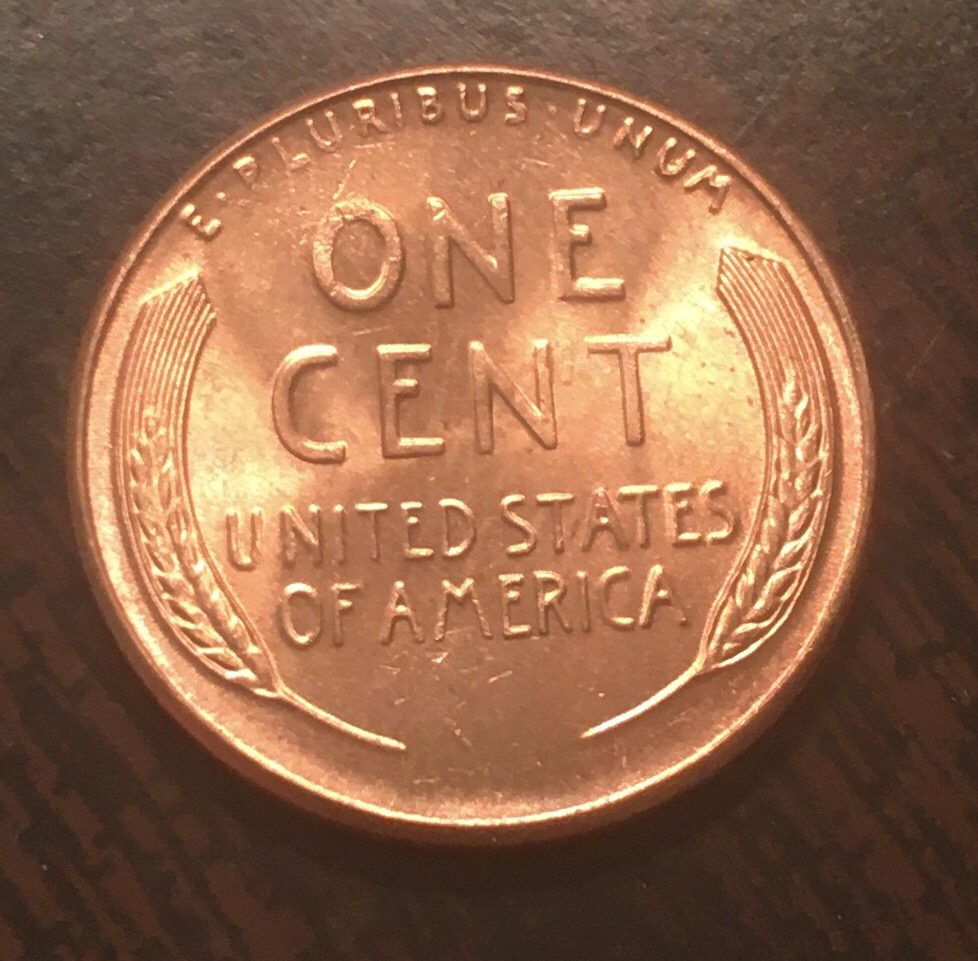 E·PLURIBUS·UNUM
ONE
CENT
UNITED STATES
OF AMERICA